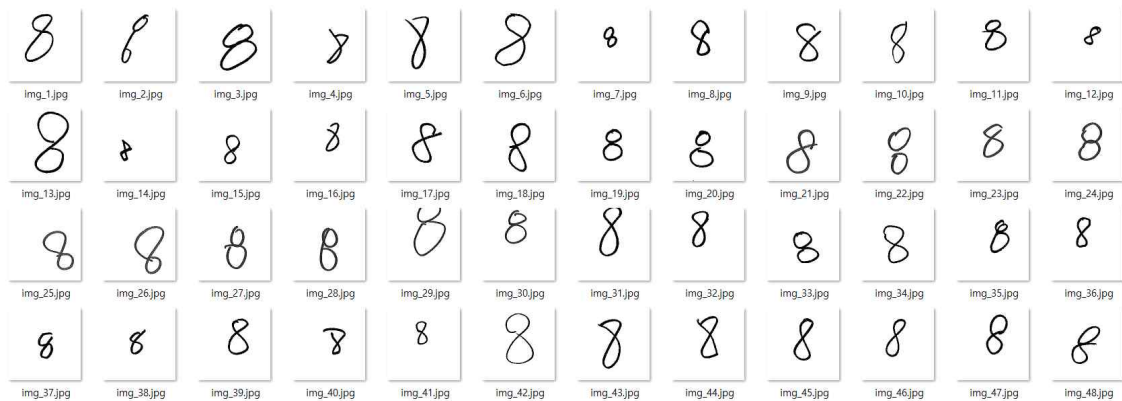 8 8 8 8 8 8 8 8 8 8 8 8
img_1.jpg img_2.jpg img_3.jpg img_4.jpg img_5.jpg img_6.jpg img_7.jpg img_8.jpg img_9.jpg img_10.jpg img_11.jpg img_12.jpg
8 8 8 8 8 8 8 8 8 8 8 8
img_13.jpg img_14.jpg img_15.jpg img_16.jpg img_17.jpg img_18.jpg img_19.jpg img_20.jpg img_21.jpg img_22.jpg img_23.jpg img_24.jpg
8 8 8 8 8 8 8 8 8 8 8 8
img_25.jpg img_26.jpg img_27.jpg img_28.jpg img_29.jpg img_30.jpg img_31.jpg img_32.jpg img_33.jpg img_34.jpg img_35.jpg img_36.jpg
8 8 8 8 8 8 8 8 8 8 8 8
img_37.jpg img_38.jpg img_39.jpg img_40.jpg img_41.jpg img_42.jpg img_43.jpg img_44.jpg img_45.jpg img_46.jpg img_47.jpg img_48.jpg